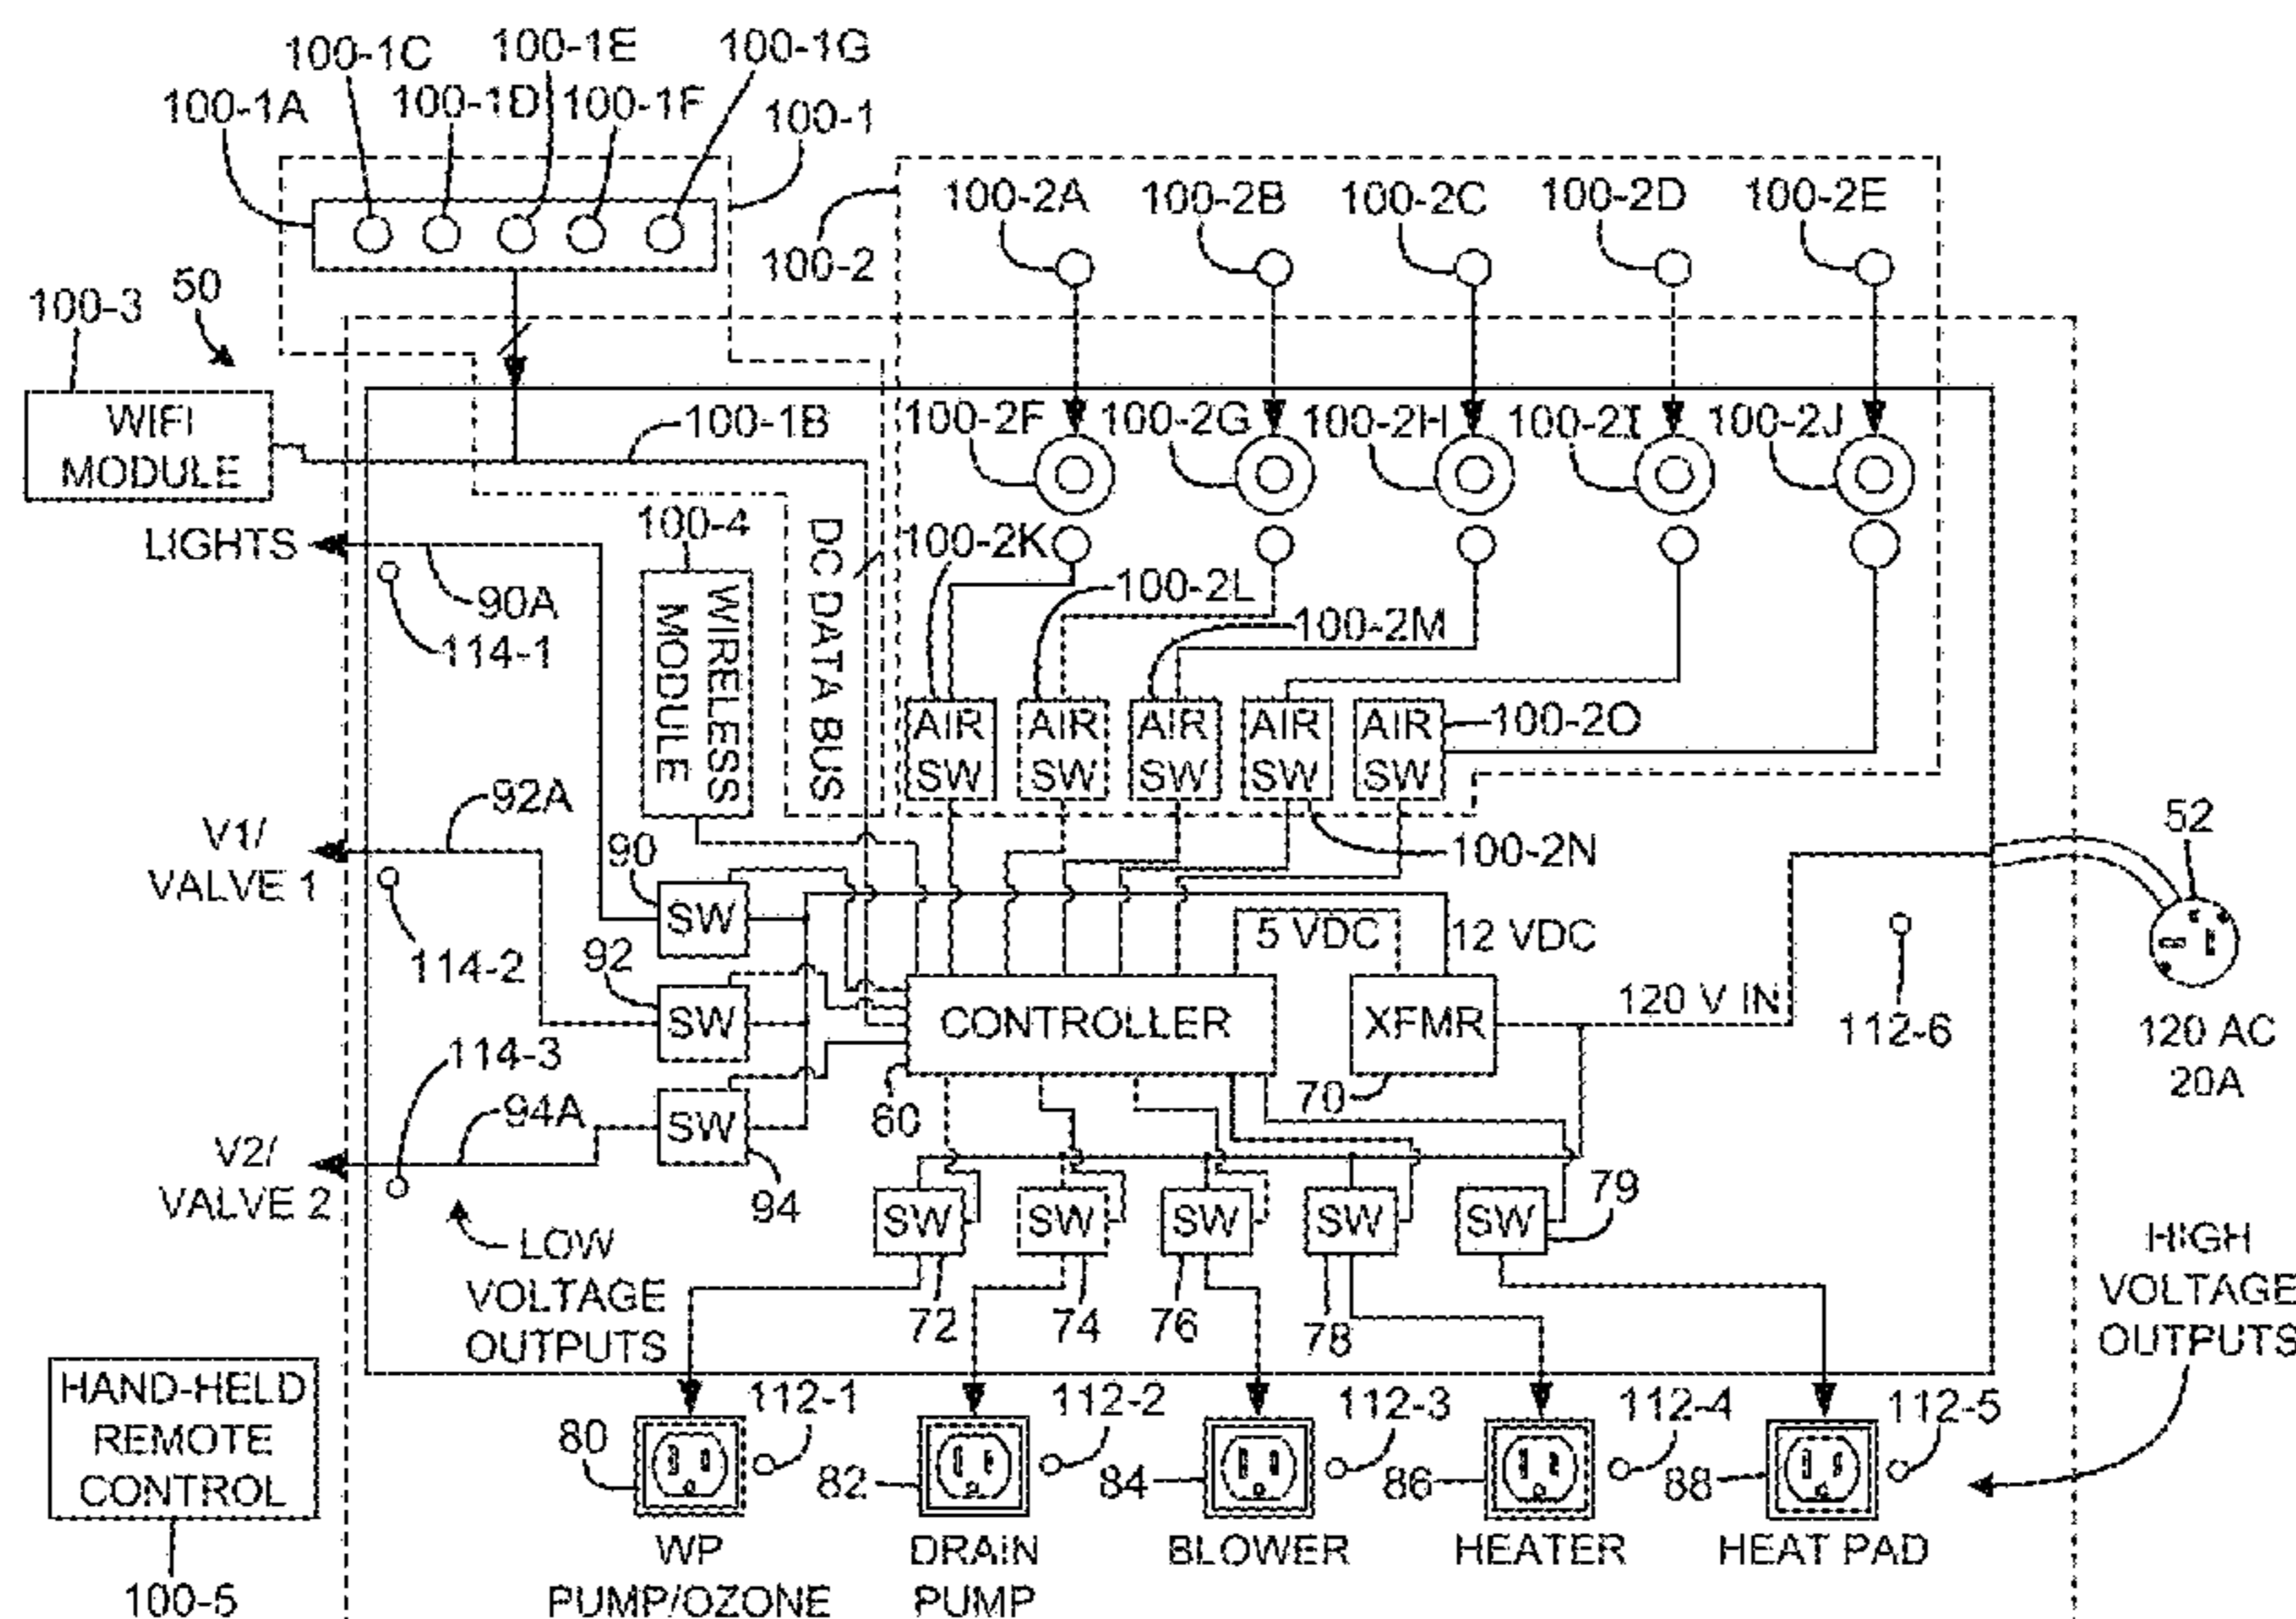 100-1C
100-1E
100-1G
100-1A
100-1D
100-1F
100-1
100-2A
100-2B
100-2C
100-2D
100-2E
100-2
100-3
50
WIFI
MODULE
100-1B
100-2F
100-2G
100-2H
100-2I
100-2J
LIGHTS
100-4
DC DATA BUS
100-2K
90A
WIRELESS
MODULE
100-2L
114-1
100-2M
AIR
SW
AIR
SW
AIR
SW
AIR
SW
AIR
SW
100-2O
92A
V1/
VALVE 1
90
100-2N
52
SW
5 VDC
12 VDC
114-2
92
SW
CONTROLLER
XFMR
120 V IN
112-6
120 AC
20A
114-3
94A
60
70
SW
V2/
VALVE 2
94
SW
SW
SW
SW
SW
79
LOW
VOLTAGE
OUTPUTS
72
74
76
78
HIGH
VOLTAGE
OUTPUTS
HAND-HELD
REMOTE
CONTROL
112-1
112-2
112-3
112-4
112-5
80
82
84
86
88
WP
PUMP/OZONE
DRAIN
PUMP
BLOWER
HEATER
HEAT PAD
100-5